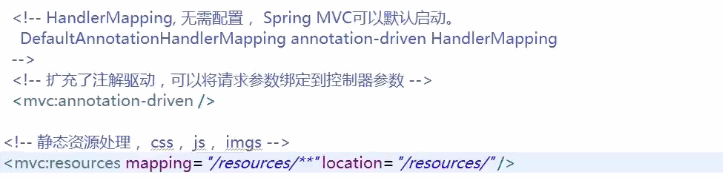 <!-- HandlerMapping, 无需配置， Spring MVC可以默认启动。
DefaultAnnotationHandlerMapping annotation-driven HandlerMapping
-->
<!-- 扩充了注解驱动，可以将请求参数绑定到控制器参数 -->
<mvc:annotation-driven />
<!-- 静态资源处理， css， js， imgs -->
<mvc:resources mapping="/resources/**" location="/resources/" />